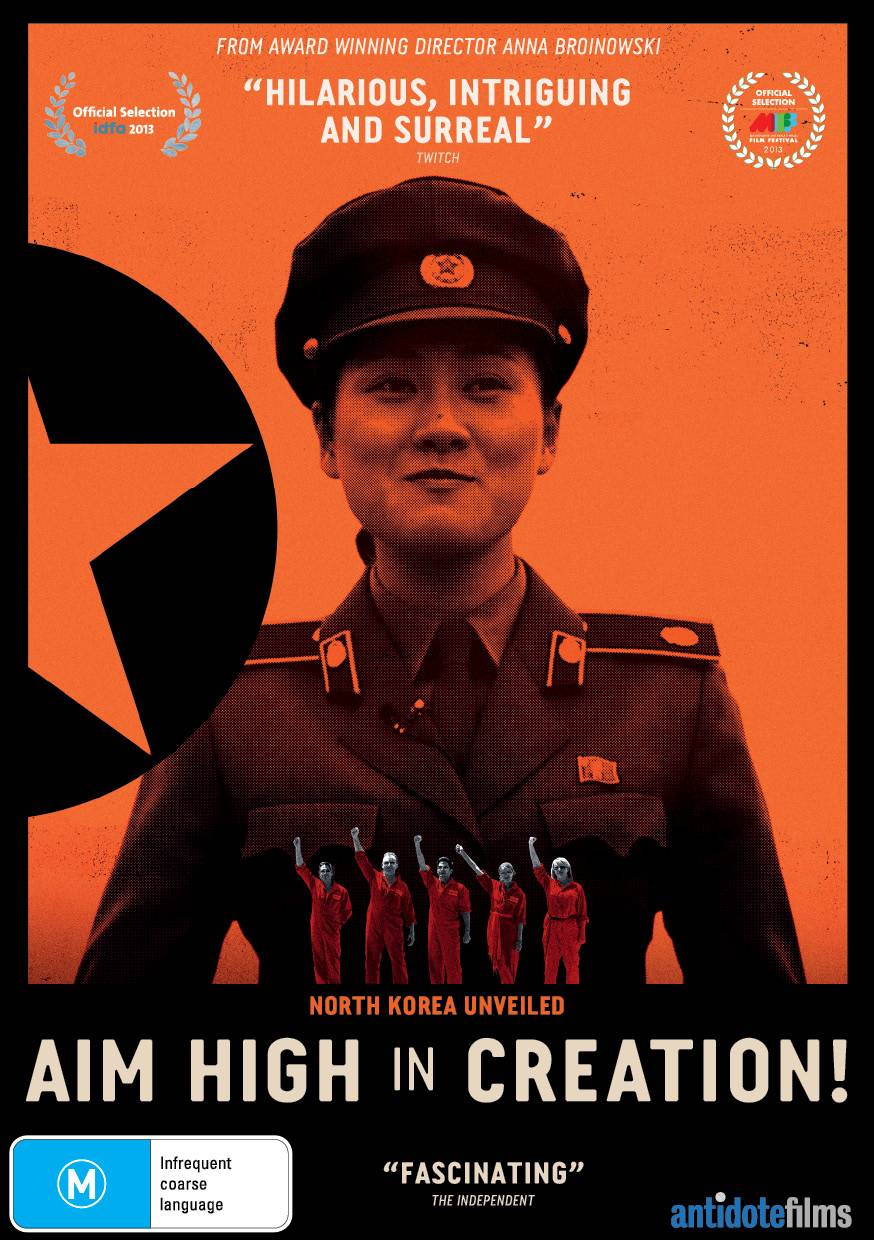 FROM AWARD WINNING DIRECTOR ANNA BROINOWSKI
Official Selection
idfa 2013
“HILARIOUS, INTRIGUING
AND SURREAL”
TWITCH
OFFICIAL
SELECTION
FILM FESTIVAL
2013
NORTH KOREA UNVEILED
AIM HIGH IN CREATION!
M
Infrequent
coarse
language
“FASCINATING”
THE INDEPENDENT
antidotefilms